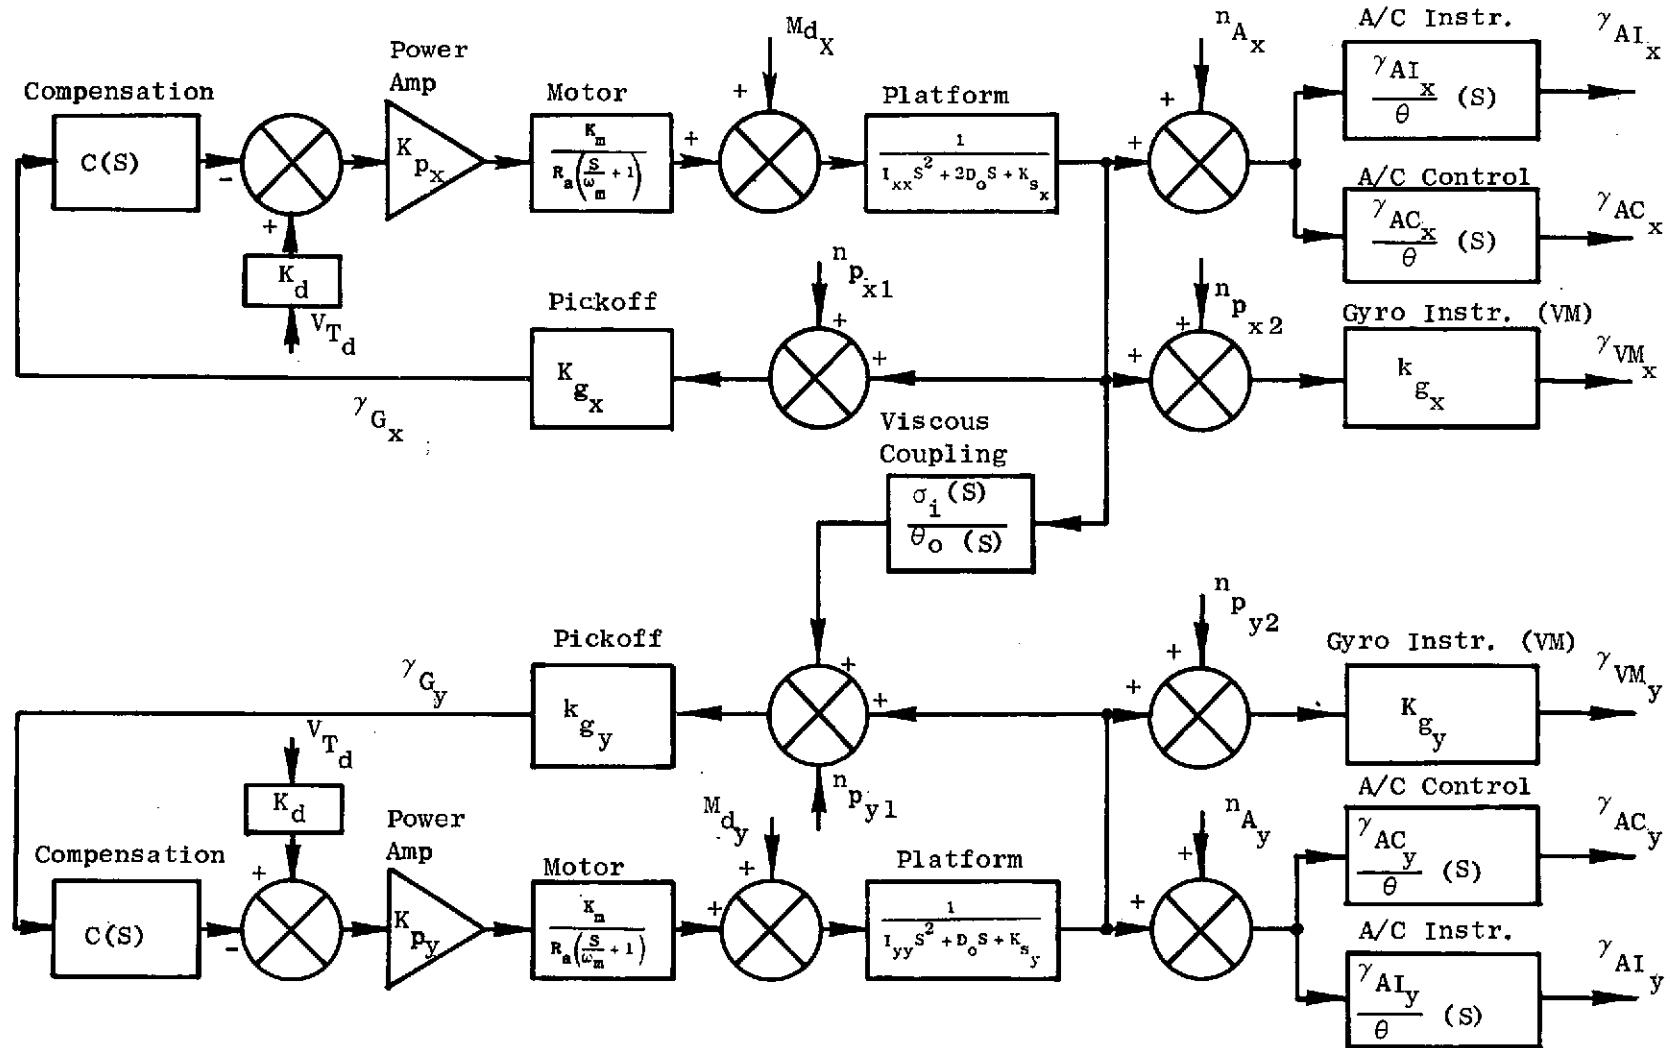 A/C Instr.
γ AI x
n A x
M d X
Power
Amp
γ AI x / θ (S)
Compensation
Motor
Platform
+
+
C(S)
K p x
K m / R a (S/ω m + 1)
+
1 / I xx S² + 2D o S + K s x
+
-
A/C Control
γ AC x
+
γ AC x / θ (S)
K d
n p x1
n p x2
Pickoff
Gyro Instr. (VM)
V T d
+
+
γ VM x
K g x
+
+
k g x
γ G x
Viscous
Coupling
σ i (S) / θ o (S)
n p y2
Pickoff
Gyro Instr. (VM)
γ G y
+
+
γ VM y
V T d
k g y
+
+
K g y
K d
n p y1
A/C Control
M d y
n A y
γ AC y
Power
Amp
γ AC y / θ (S)
Compensation
+
Motor
+
Platform
+
C(S)
-
K p y
K m / R a (S/ω m + 1)
+
1 / I yy S² + D o S + K s y
+
A/C Instr.
γ AI y
γ AI y / θ (S)